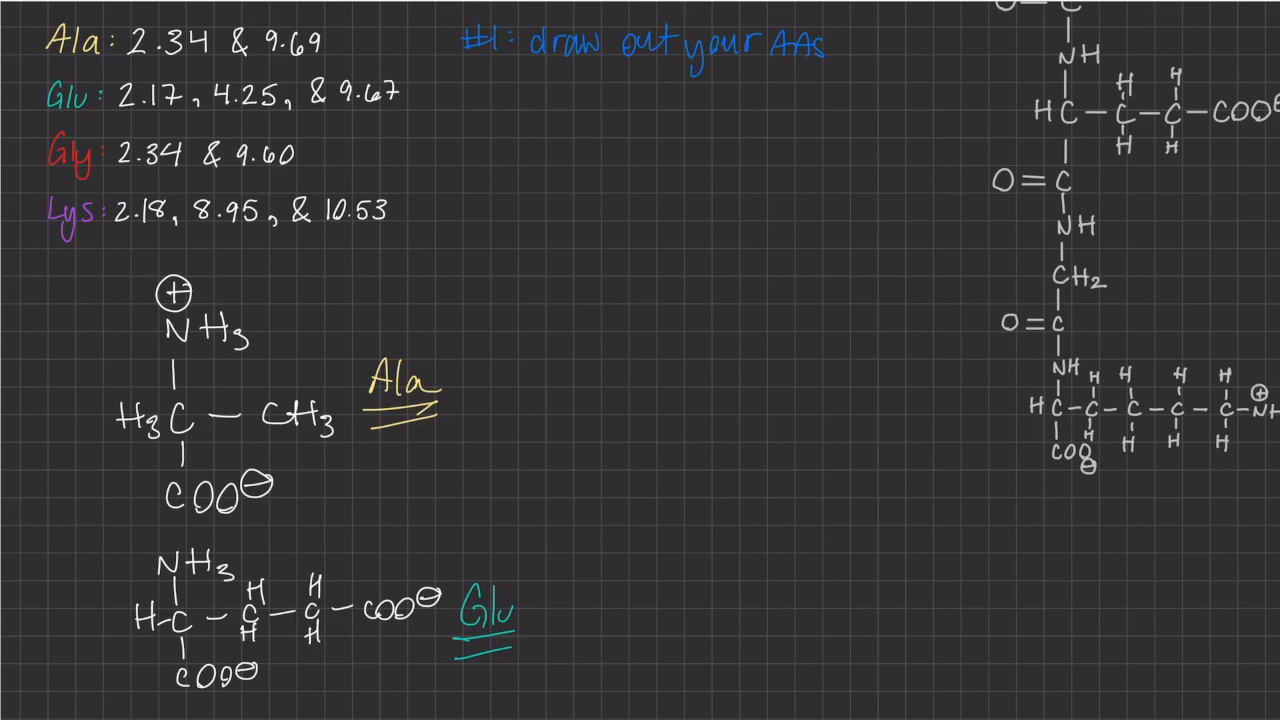 Ala: 2.34 & 9.69
Glu: 2.17, 4.25, & 9.67
Gly: 2.34 & 9.60
Lys: 2.18, 8.95, & 10.53
#1: draw out your AAs
+
NH3
H3C – CH3
COO⊖
Ala
NH3
H H
H-C – C – C – COO⊖
H H
COO⊖
Glu
O=C
NH
H H
HC – C – C – COO⊖
H H
O=C
NH
CH2
O=C
NH
H H H H ⊕
HC – C – C – C – C – NH
H H H H
COO⊖